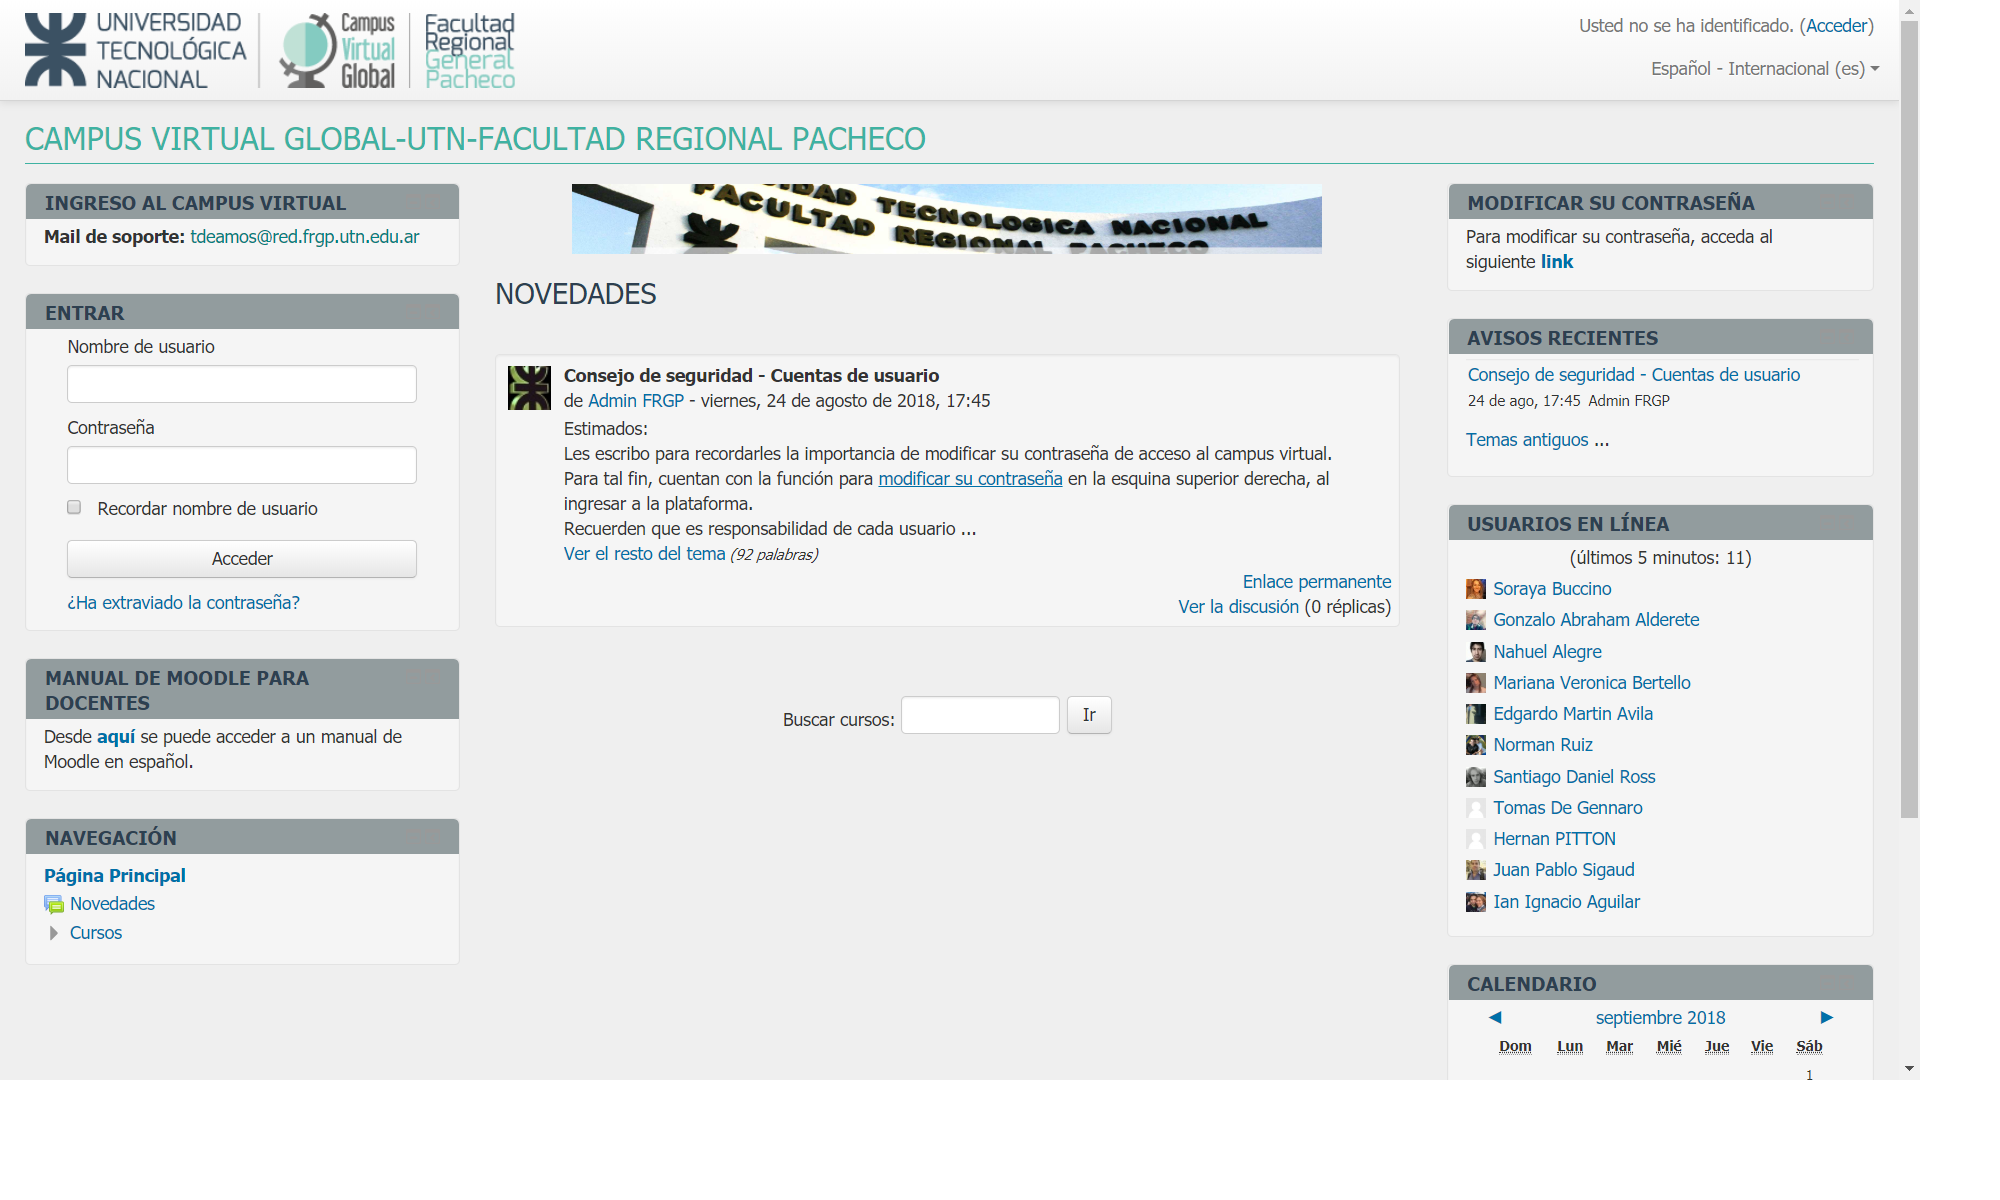 UNIVERSIDAD
TECNOLÓGICA
NACIONAL
Campus
Virtual
Global
Facultad
Regional
General
Pacheco
Usted no se ha identificado. (Acceder)
Español - Internacional (es)
CAMPUS VIRTUAL GLOBAL-UTN-FACULTAD REGIONAL PACHECO
INGRESO AL CAMPUS VIRTUAL
Mail de soporte: tdeamos@red.frgp.utn.edu.ar
ENTRAR
Nombre de usuario
Contraseña
Recordar nombre de usuario
Acceder
¿Ha extraviado la contraseña?
MANUAL DE MOODLE PARA
DOCENTES
Desde aquí se puede acceder a un manual de
Moodle en español.
NAVEGACIÓN
Página Principal
Novedades
Cursos
TECNOLOGICA NACIONAL
FACULTAD REGIONAL PACHECO
NOVEDADES
Consejo de seguridad - Cuentas de usuario
de Admin FRGP - viernes, 24 de agosto de 2018, 17:45
Estimados:
Les escribo para recordarles la importancia de modificar su contraseña de acceso al campus virtual.
Para tal fin, cuentan con la función para modificar su contraseña en la esquina superior derecha, al
ingresar a la plataforma.
Recuerden que es responsabilidad de cada usuario ...
Ver el resto del tema (92 palabras)
Enlace permanente
Ver la discusión (0 réplicas)
Buscar cursos:
Ir
MODIFICAR SU CONTRASEÑA
Para modificar su contraseña, acceda al
siguiente link
AVISOS RECIENTES
Consejo de seguridad - Cuentas de usuario
24 de ago, 17:45 Admin FRGP
Temas antiguos ...
USUARIOS EN LÍNEA
(últimos 5 minutos: 11)
Soraya Buccino
Gonzalo Abraham Alderete
Nahuel Alegre
Mariana Veronica Bertello
Edgardo Martin Avila
Norman Ruiz
Santiago Daniel Ross
Tomas De Gennaro
Hernan PITTON
Juan Pablo Sigaud
Ian Ignacio Aguilar
CALENDARIO
septiembre 2018
Dom Lun Mar Mié Jue Vie Sáb
1